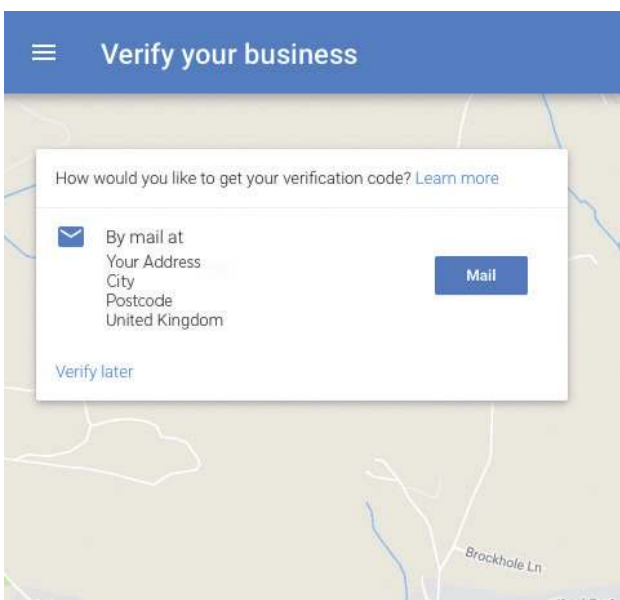 Verify your business
How would you like to get your verification code? Learn more
By mail at
Your Address
City
Postcode
United Kingdom
Mail
Verify later
Brockhole Ln